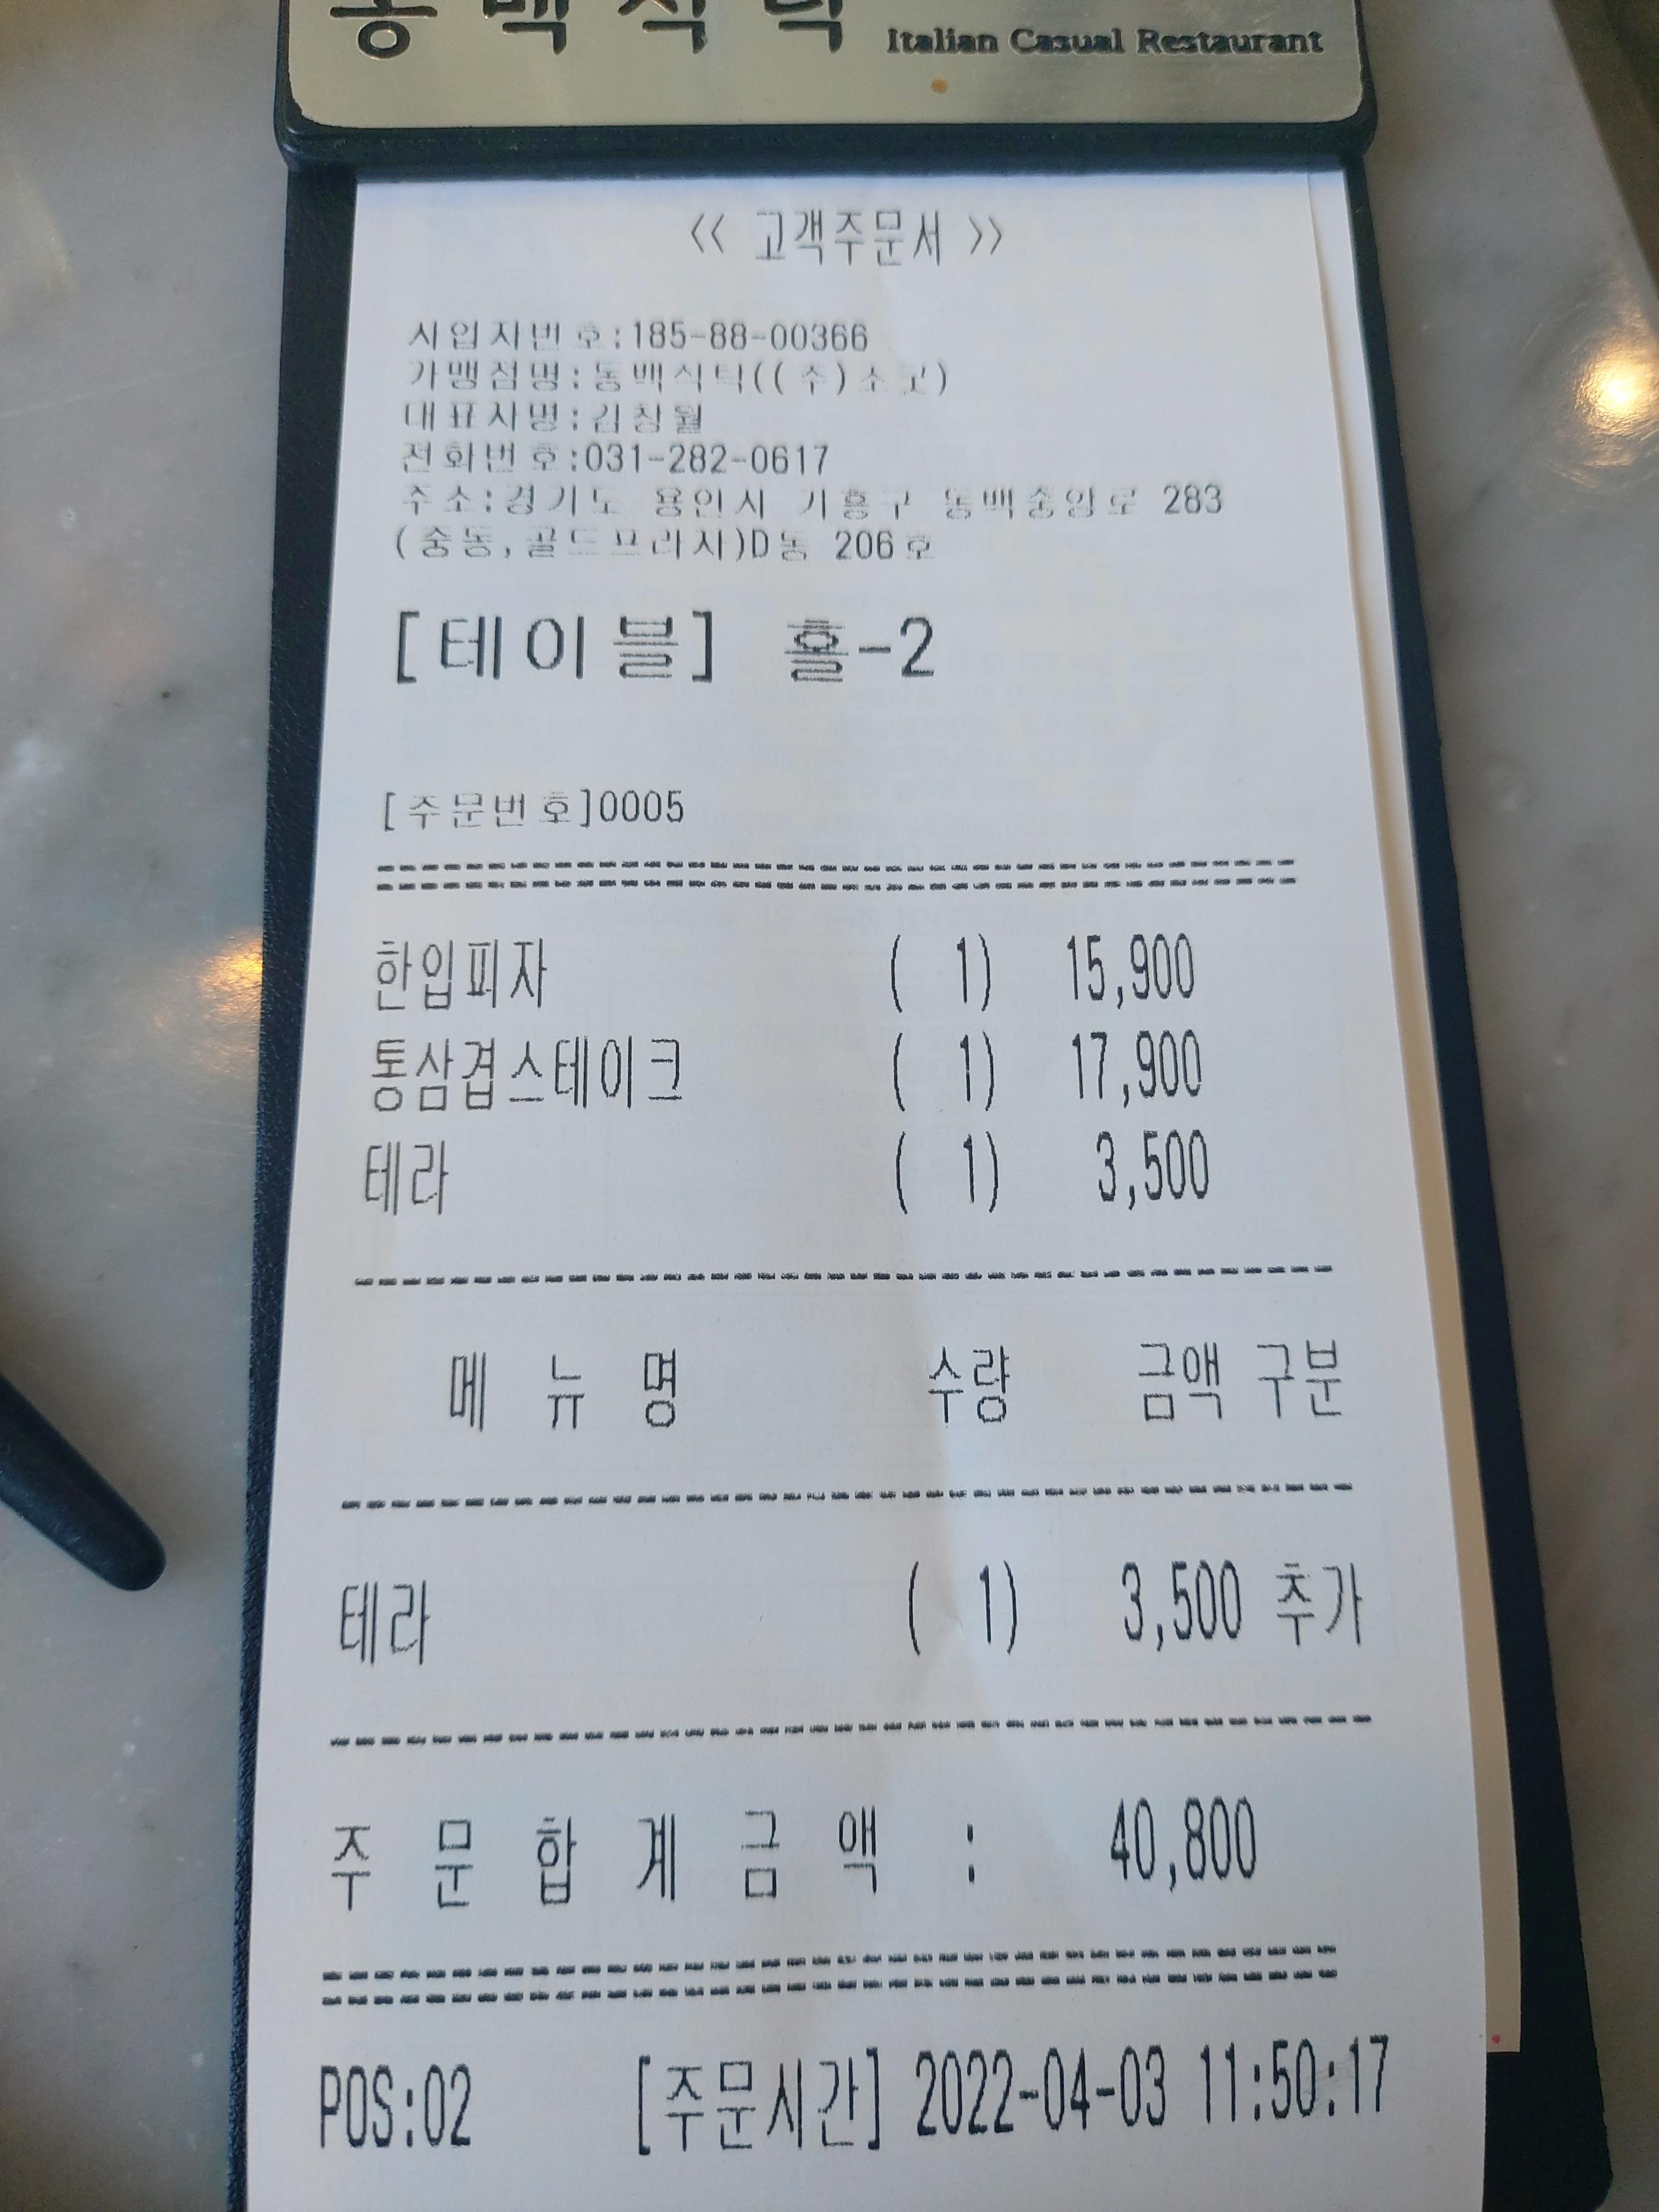 동백식탁 Italian Casual Restaurant
<< 고객주문서 >>
사업자번호:185-88-00366
가맹점명:동백식탁((주)소굿)
대표자명:김창월
전화번호:031-282-0617
주소:경기도 용인시 기흥구 동백중앙로 283
(중동,골드프라자)D동 206호
[테이블] 홀-2
[주문번호]0005
한입피자 ( 1) 15,900
통삼겹스테이크 ( 1) 17,900
테라 ( 1) 3,500
메 뉴 명 수량 금액 구분
테라 ( 1) 3,500 추가
주 문 합 계 금 액 : 40,800
POS:02 [주문시간] 2022-04-03 11:50:17